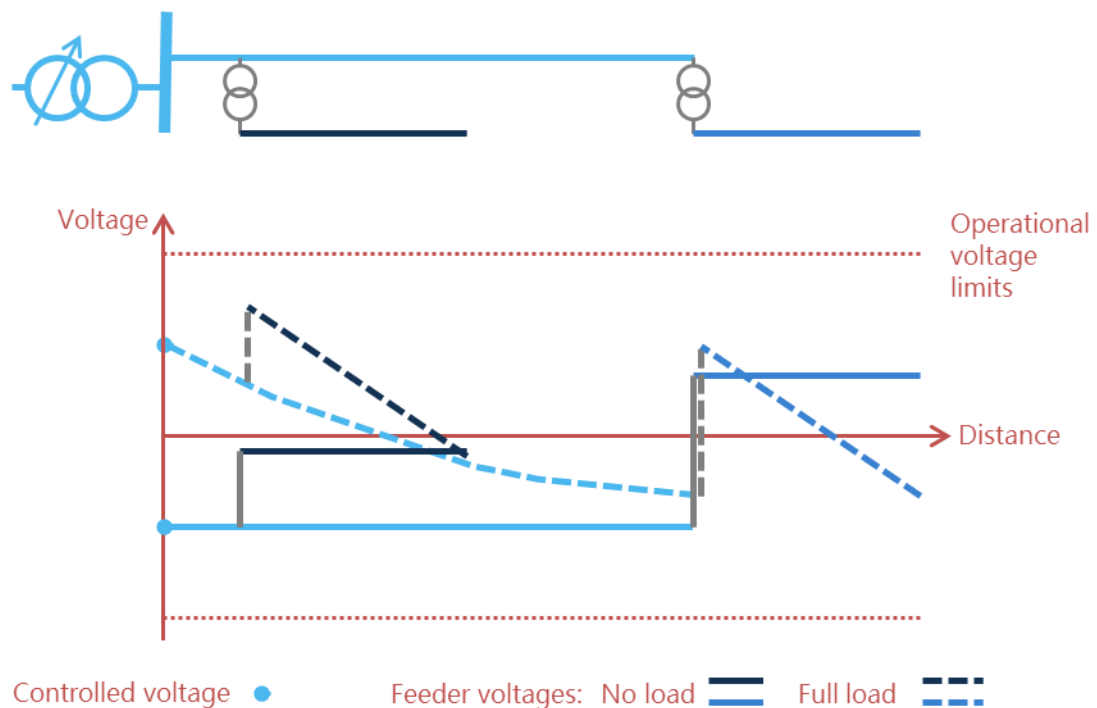 Voltage
Operational
voltage
limits
Distance
Controlled voltage
Feeder voltages: No load
Full load